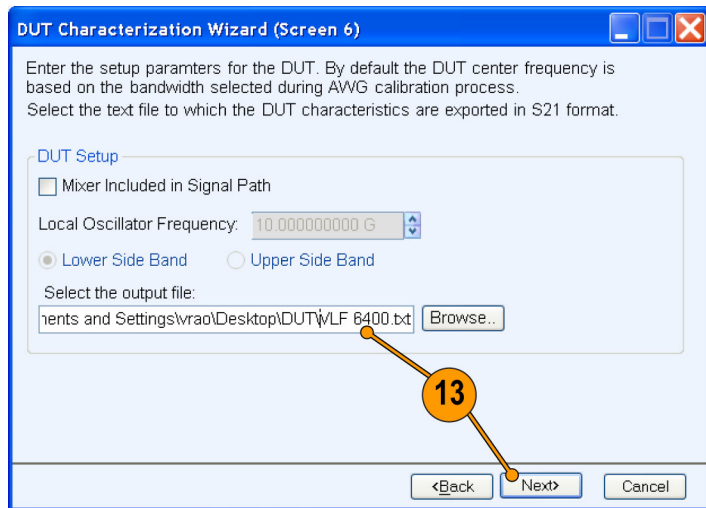 DUT Characterization Wizard (Screen 6)
Enter the setup paramters for the DUT. By default the DUT center frequency is
based on the bandwidth selected during AWG calibration process.
Select the text file to which the DUT characteristics are exported in S21 format.
DUT Setup
Mixer Included in Signal Path
Local Oscillator Frequency: 10.000000000 G
Lower Side Band Upper Side Band
Select the output file:
nents and Settings\vrao\Desktop\DUT\VLF 6400.txt Browse..
13
<Back Next> Cancel